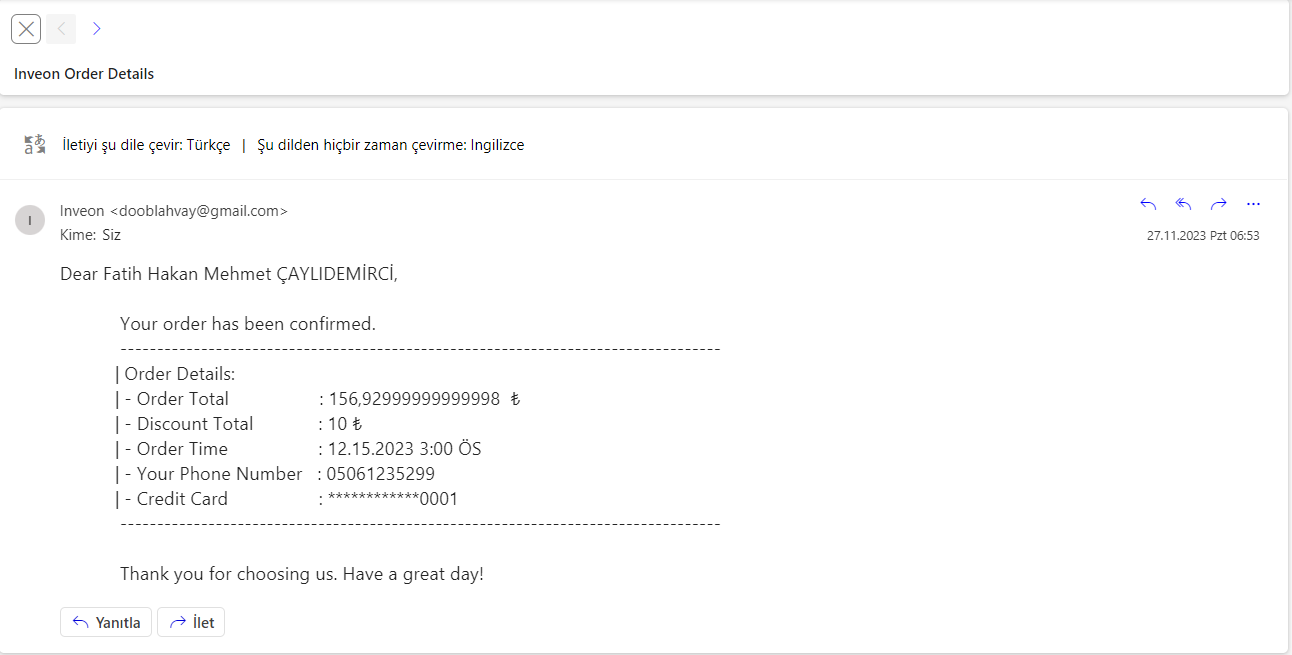 Inveon Order Details
İletiyi şu dile çevir: Türkçe | Şu dilden hiçbir zaman çevirme: Ingilizce
I
Inveon <dooblahvay@gmail.com>
Kime: Siz
27.11.2023 Pzt 06:53
Dear Fatih Hakan Mehmet ÇAYLIDEMİRCİ,
Your order has been confirmed.
--------------------------------------------------------------------------------
| Order Details:
| - Order Total : 156,92999999999998 ₺
| - Discount Total : 10 ₺
| - Order Time : 12.15.2023 3:00 ÖS
| - Your Phone Number : 05061235299
| - Credit Card : ************0001
--------------------------------------------------------------------------------
Thank you for choosing us. Have a great day!
Yanıtla İlet